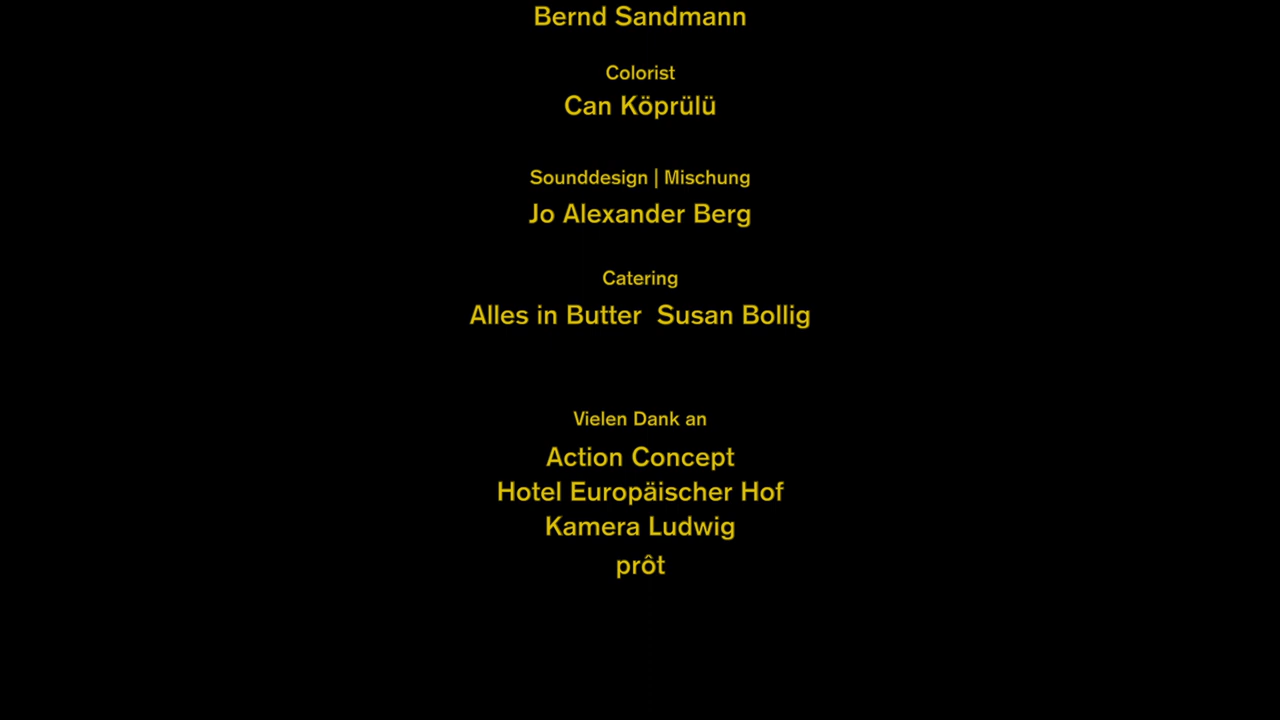 Bernd Sandmann
Colorist
Can Köprülü
Sounddesign | Mischung
Jo Alexander Berg
Catering
Alles in Butter  Susan Bollig
Vielen Dank an
Action Concept
Hotel Europäischer Hof
Kamera Ludwig
prôt